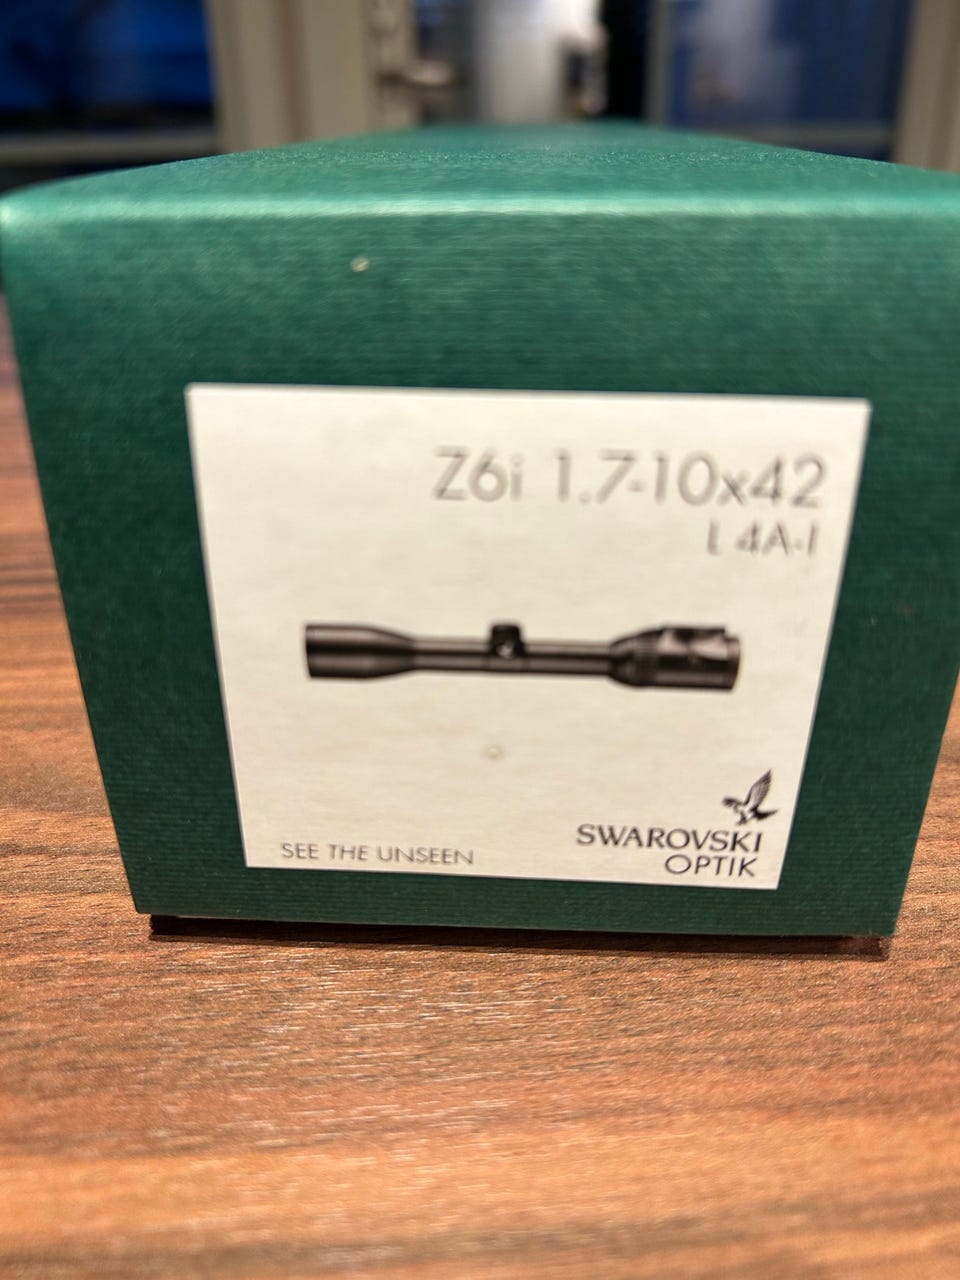 Z6i 1.7-10x42
L 4A-I
SEE THE UNSEEN
SWAROVSKI
OPTIK